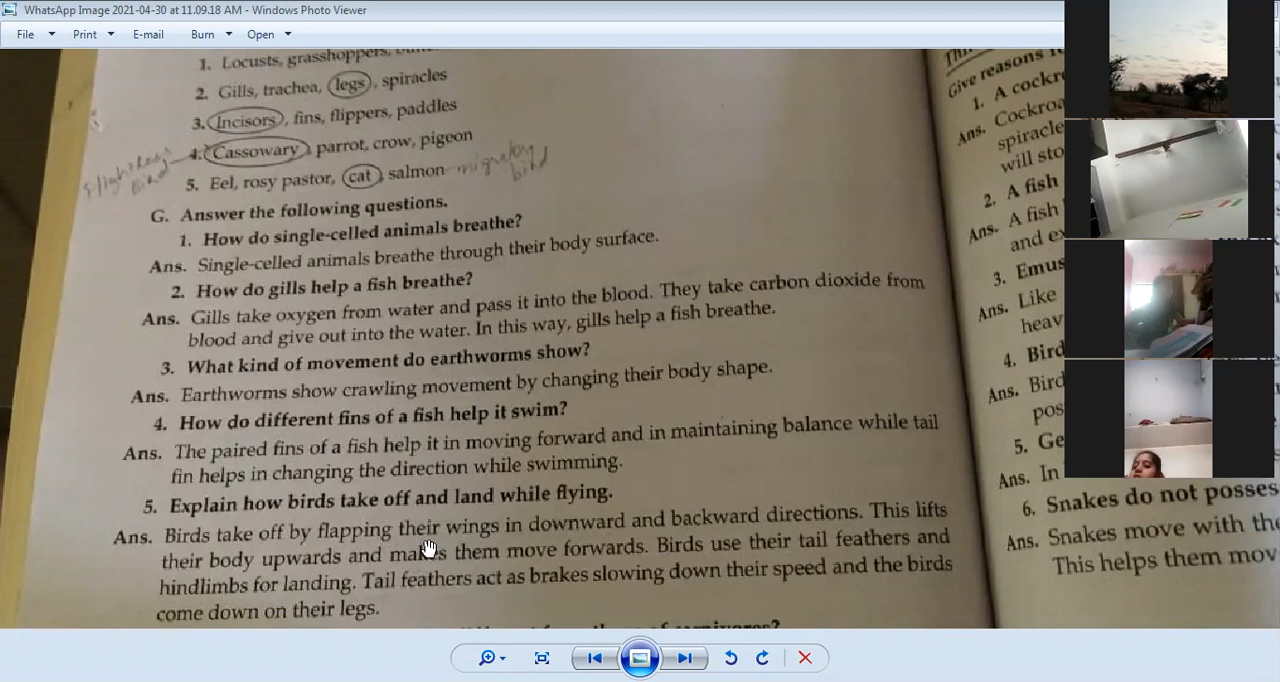 WhatsApp Image 2021-04-30 at 11.09.18 AM - Windows Photo Viewer
File Print E-mail Burn Open
1. Locusts, grasshoppers,
2. Gills, trachea, legs, spiracles
3. Incisors, fins, flippers, paddles
Flightless Bird
4. Cassowary, parrot, crow, pigeon
5. Eel, rosy pastor, cat, salmon
migratory bird
G. Answer the following questions.
1. How do single-celled animals breathe?
Ans. Single-celled animals breathe through their body surface.
2. How do gills help a fish breathe?
Ans. Gills take oxygen from water and pass it into the blood. They take carbon dioxide from
blood and give out into the water. In this way, gills help a fish breathe.
3. What kind of movement do earthworms show?
Ans. Earthworms show crawling movement by changing their body shape.
4. How do different fins of a fish help it swim?
Ans. The paired fins of a fish help it in moving forward and in maintaining balance while tail
fin helps in changing the direction while swimming.
5. Explain how birds take off and land while flying.
Ans. Birds take off by flapping their wings in downward and backward directions. This lifts
their body upwards and makes them move forwards. Birds use their tail feathers and
hindlimbs for landing. Tail feathers act as brakes slowing down their speed and the birds
come down on their legs.
Give reasons
1. A
Ans.
will
2. A fish
Ans. A fish
and
3. Emus
Ans. Like
4.
Ans.
5.
Ans. In
6. Snakes do not
Ans. Snakes move with
This helps them